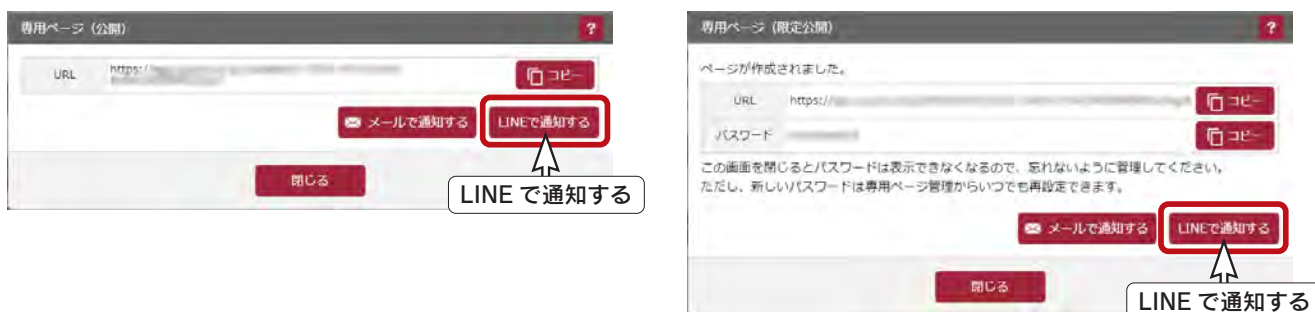 専用ページ（公開）
?
URL
https://
コピー
メールで通知する
LINEで通知する
閉じる
LINE で通知する
専用ページ（限定公開）
?
ページが作成されました。
URL
https://
コピー
パスワード
コピー
この画面を閉じるとパスワードは表示できなくなるので、忘れないように管理してください。
ただし、新しいパスワードは専用ページ管理からいつでも再設定できます。
メールで通知する
LINEで通知する
閉じる
LINE で通知する